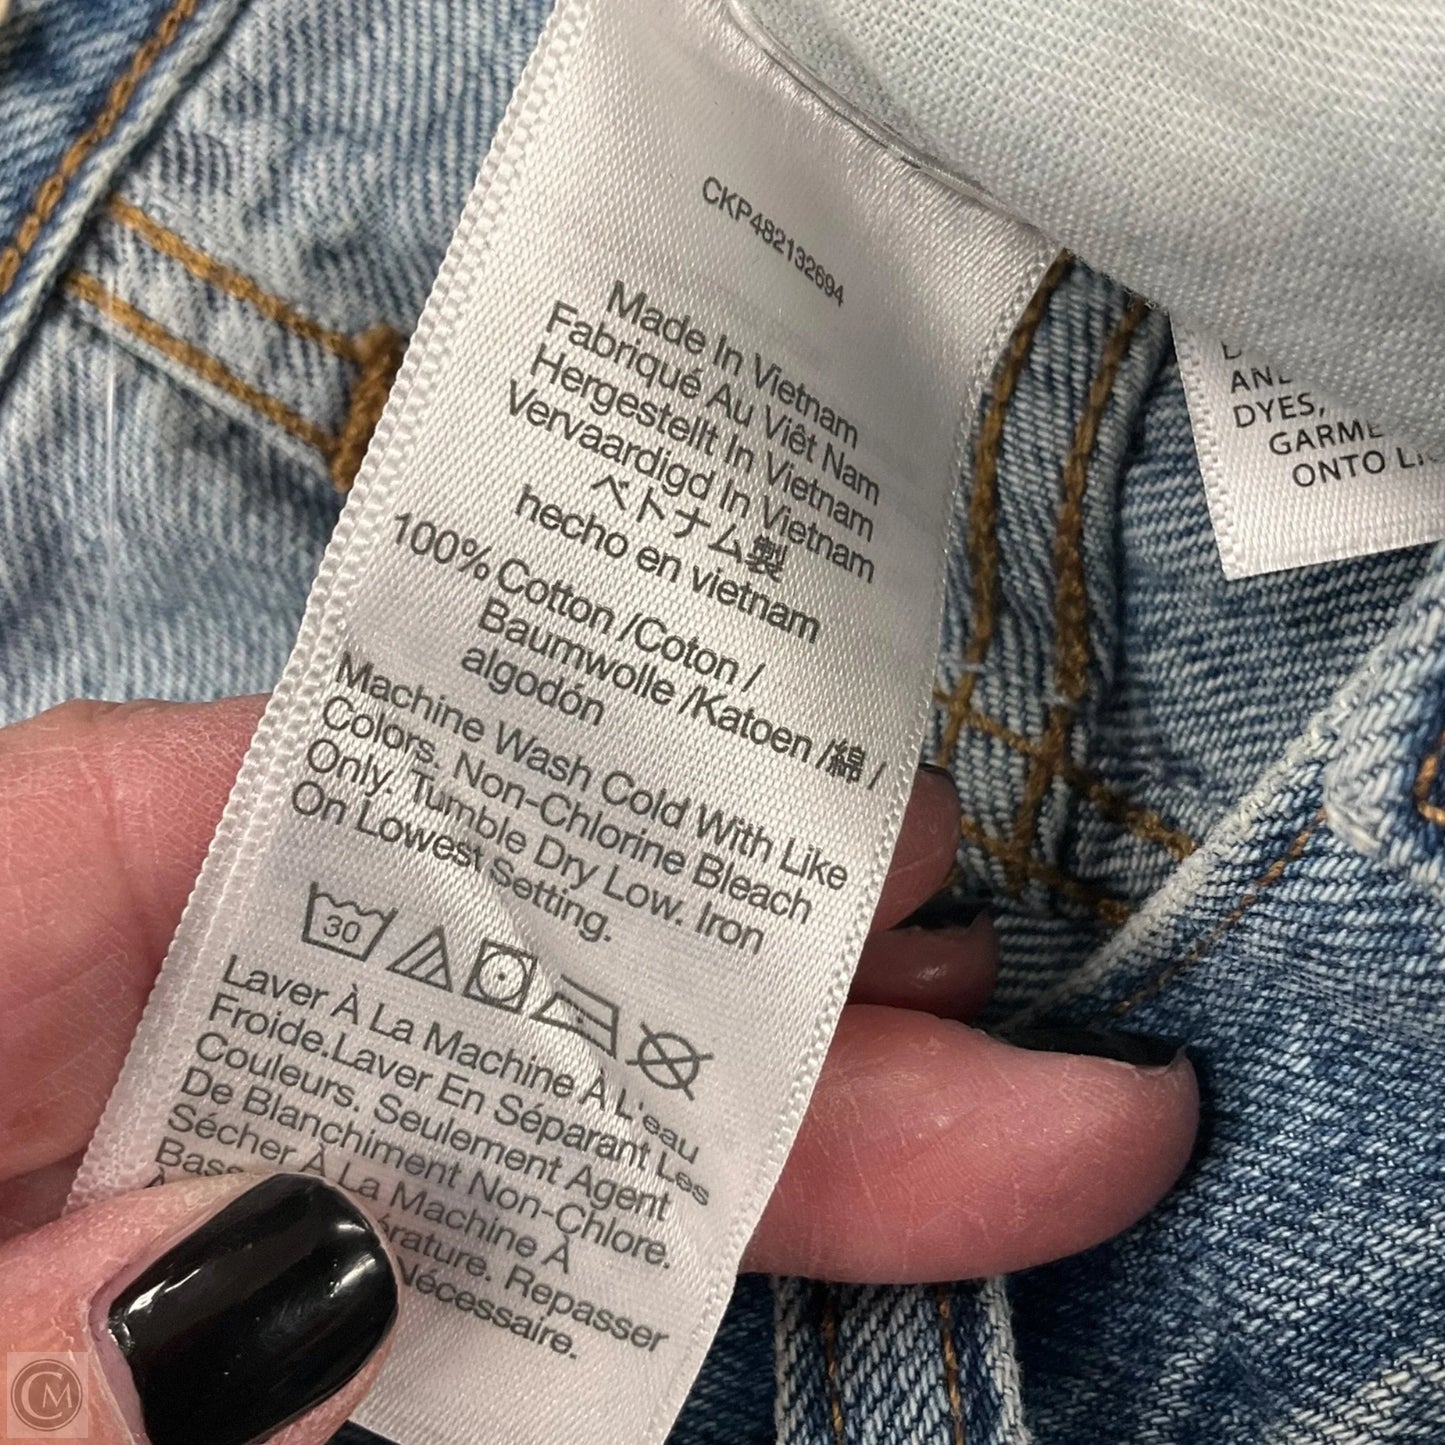 CKP482132694
Made In Vietnam
Fabriqué Au Việt Nam
Hergestellt In Vietnam
Vervaardigd In Vietnam
ベトナム製
hecho en vietnam
100% Cotton /Coton /
Baumwolle /Katoen /綿 /
algodón
Machine Wash Cold With Like
Colors. Non-Chlorine Bleach
Only. Tumble Dry Low. Iron
On Lowest Setting.
30
Laver À La Machine À L'eau
Froide.Laver En Séparant Les
Couleurs. Seulement Agent
De Blanchiment Non-Chlore.
Sécher À La Machine À
Repasser
Nécessaire.
DYES,
ONTO
CM